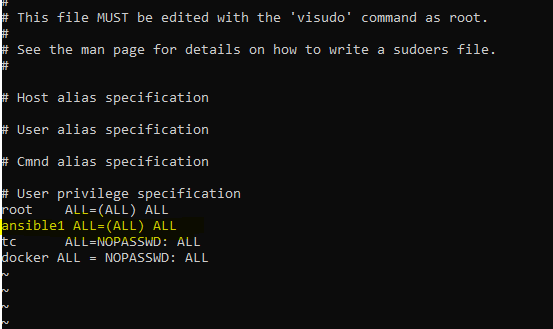 #
# This file MUST be edited with the 'visudo' command as root.
#
# See the man page for details on how to write a sudoers file.
#
# Host alias specification
# User alias specification
# Cmnd alias specification
# User privilege specification
root    ALL=(ALL) ALL
ansible1 ALL=(ALL) ALL
tc      ALL=NOPASSWD: ALL
docker ALL = NOPASSWD: ALL
~
~
~
~